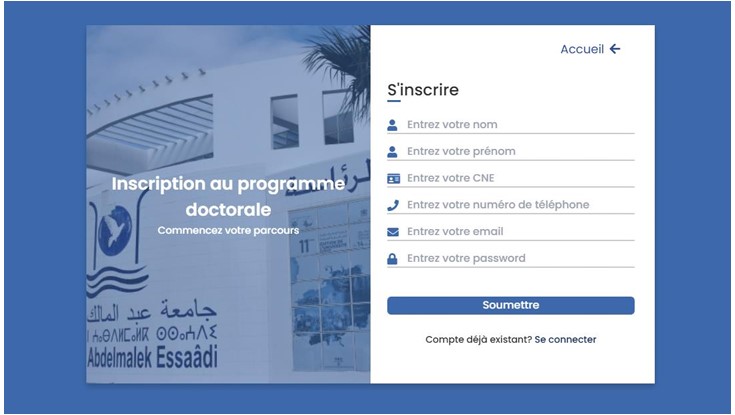 Accueil
S'inscrire
Entrez votre nom
Entrez votre prénom
Entrez votre CNE
Entrez votre numéro de téléphone
Entrez votre email
Entrez votre password
Soumettre
Compte déjà existant? Se connecter
Inscription au programme
doctorale
Commencez votre parcours
الرئاسة
11
جامعة عبد المالك
Abdelmalek Essaâdi